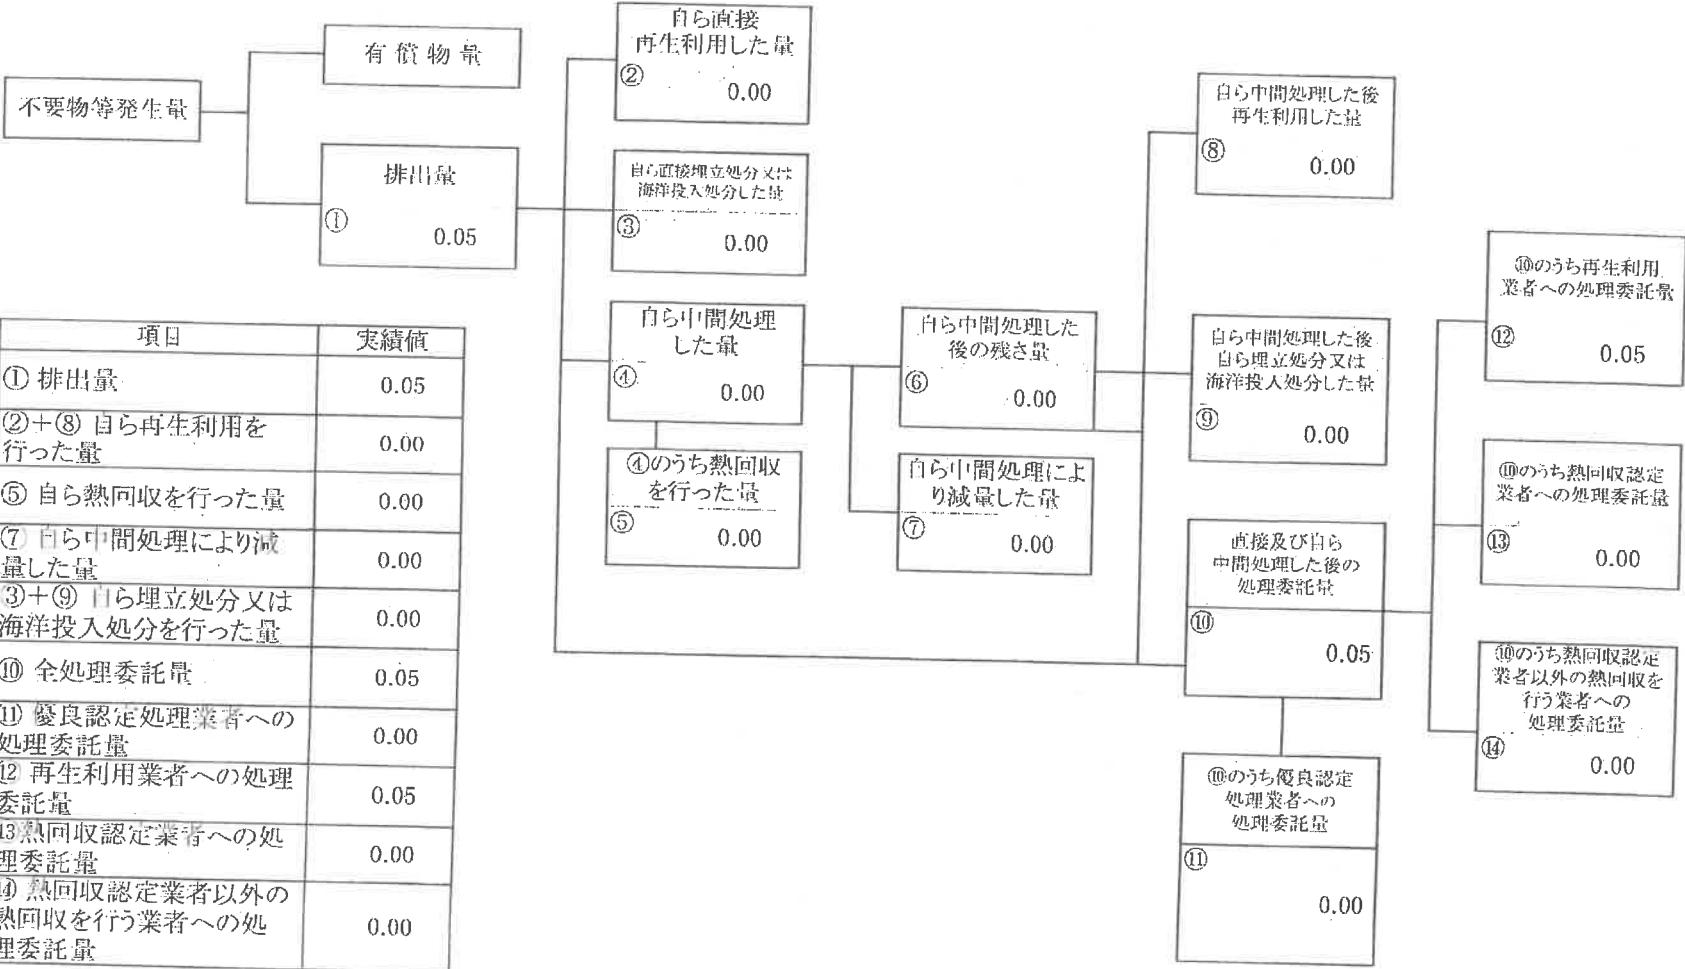 不要物等発生量
有償物量
排出量
①
0.05
自ら直接
再生利用した量
②
0.00
自ら直接埋立処分又は
海洋投入処分した量
③
0.00
自ら中間処理
した量
④
0.00
④のうち熱回収
を行った量
⑤
0.00
自ら中間処理した
後の残さ量
⑥
0.00
自ら中間処理によ
り減量した量
⑦
0.00
自ら中間処理した後
再生利用した量
⑧
0.00
自ら中間処理した後
自ら埋立処分又は
海洋投入処分した量
⑨
0.00
直接及び自ら
中間処理した後の
処理委託量
⑩
0.05
⑩のうち優良認定
処理業者への
処理委託量
⑪
0.00
⑩のうち再生利用
業者への処理委託量
⑫
0.05
⑩のうち熱回収認定
業者への処理委託量
⑬
0.00
⑩のうち熱回収認定
業者以外の熱回収を
行う業者への
処理委託量
⑭
0.00
項目 実績値
① 排出量 0.05
②+⑧ 自ら再生利用を
行った量 0.00
⑤ 自ら熱回収を行った量 0.00
⑦ 自ら中間処理により減
量した量 0.00
③+⑨ 自ら埋立処分又は
海洋投入処分を行った量 0.00
⑩ 全処理委託量 0.05
⑪ 優良認定処理業者への
処理委託量 0.00
⑫ 再生利用業者への処理
委託量 0.05
⑬熱回収認定業者への処
理委託量 0.00
⑭ 熱回収認定業者以外の
熱回収を行う業者への処
理委託量 0.00